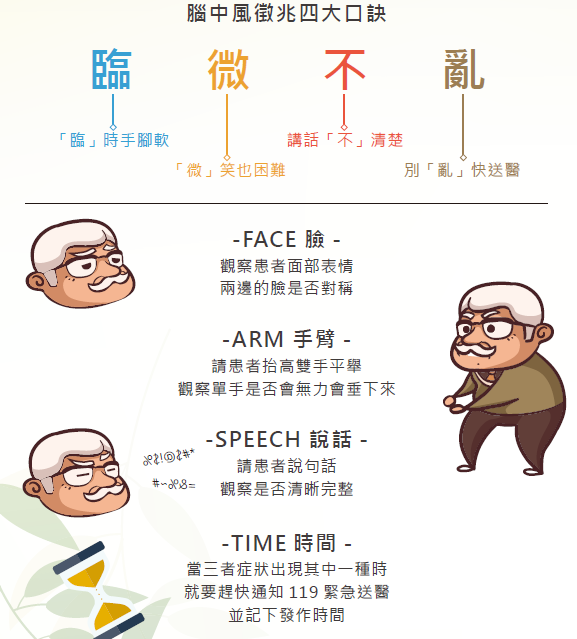 腦中風徵兆四大口訣
臨 微 不 亂
「臨」時手腳軟 講話「不」清楚
「微」笑也困難 別「亂」快送醫
-FACE 臉 -
觀察患者面部表情
兩邊的臉是否對稱
-ARM 手臂 -
請患者抬高雙手平舉
觀察單手是否會無力會垂下來
-SPEECH 說話 -
請患者說句話
觀察是否清晰完整
-TIME 時間 -
當三者症狀出現其中一種時
就要趕快通知 119 緊急送醫
並記下發作時間